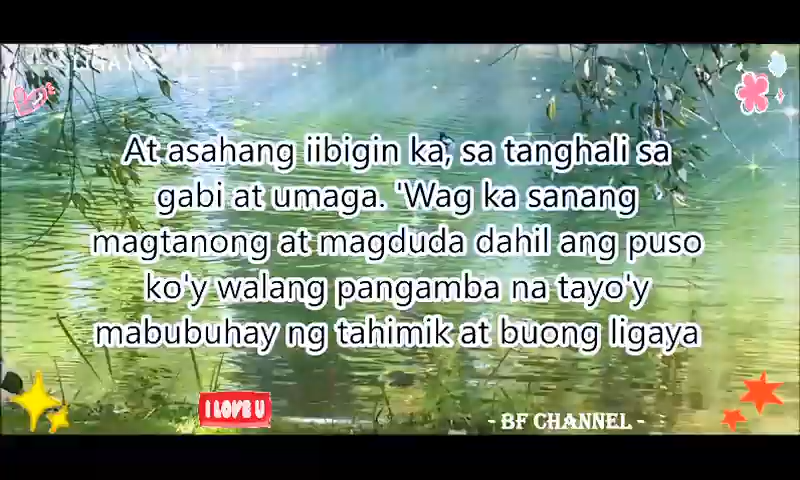 LIGAYA
At asahang iibigin ka, sa tanghali sa
gabi at umaga. 'Wag ka sanang
magtanong at magduda dahil ang puso
ko'y walang pangamba na tayo'y
mabubuhay ng tahimik at buong ligaya
I LOVE U
- BF CHANNEL -